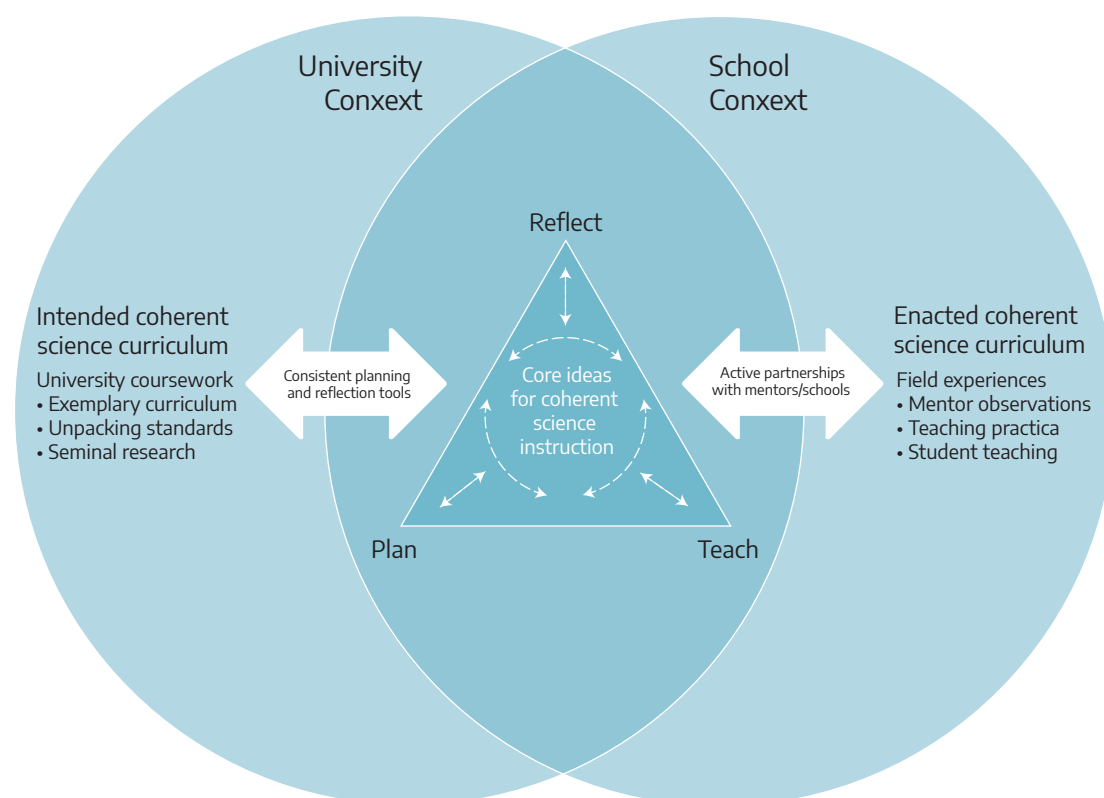 University
Conxext
School
Conxext
Reflect
Intended coherent
science curriculum
University coursework
• Exemplary curriculum
• Unpacking standards
• Seminal research
Consistent planning
and reflection tools
Core ideas
for coherent
science
instruction
Active partnerships
with mentors/schools
Enacted coherent
science curriculum
Field experiences
• Mentor observations
• Teaching practica
• Student teaching
Plan
Teach